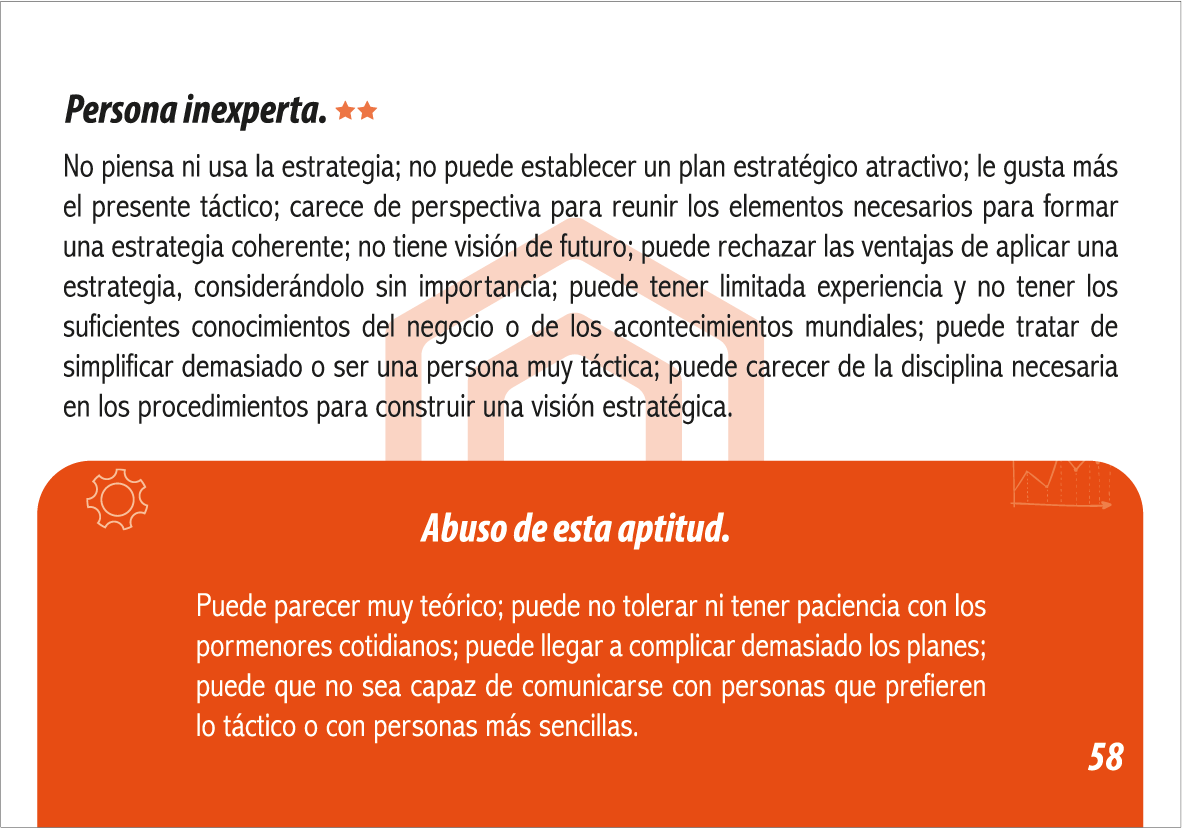 Persona inexperta.
No piensa ni usa la estrategia; no puede establecer un plan estratégico atractivo; le gusta más
el presente táctico; carece de perspectiva para reunir los elementos necesarios para formar
una estrategia coherente; no tiene visión de futuro; puede rechazar las ventajas de aplicar una
estrategia, considerándolo sin importancia; puede tener limitada experiencia y no tener los
suficientes conocimientos del negocio o de los acontecimientos mundiales; puede tratar de
simplificar demasiado o ser una persona muy táctica; puede carecer de la disciplina necesaria
en los procedimientos para construir una visión estratégica.
Abuso de esta aptitud.
Puede parecer muy teórico; puede no tolerar ni tener paciencia con los
pormenores cotidianos; puede llegar a complicar demasiado los planes;
puede que no sea capaz de comunicarse con personas que prefieren
lo táctico o con personas más sencillas.
58